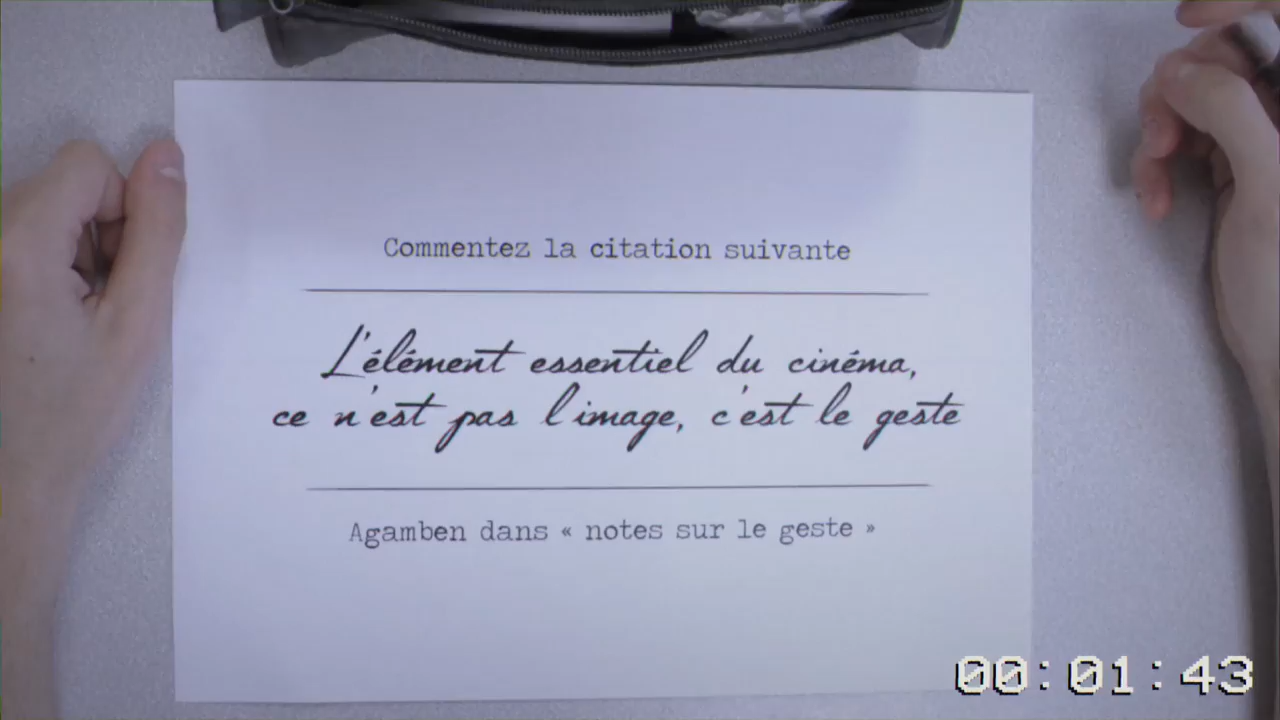 Commentez la citation suivante
L'élément essentiel du cinéma,
ce n'est pas l'image, c'est le geste
Agamben dans « notes sur le geste »
00:01:43